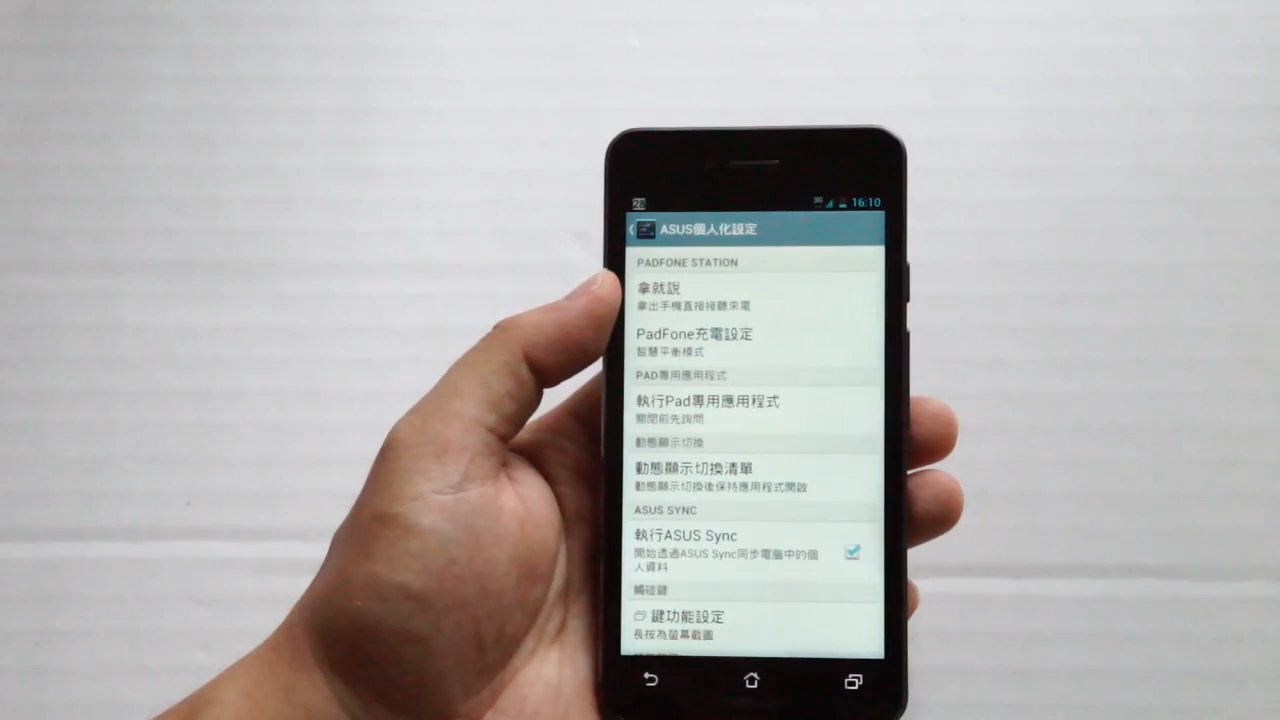 28
3G 16:10
ASUS個人化設定
PADFONE STATION
拿就說
拿出手機直接接聽來電
PadFone充電設定
智慧平衡模式
PAD專用應用程式
執行Pad專用應用程式
關閉前先詢問
動態顯示切換
動態顯示切換清單
動態顯示切換後保持應用程式開啟
ASUS SYNC
執行ASUS Sync
開始透過ASUS Sync同步電腦中的個
人資料
觸碰鍵
鍵功能設定
長按為螢幕截圖